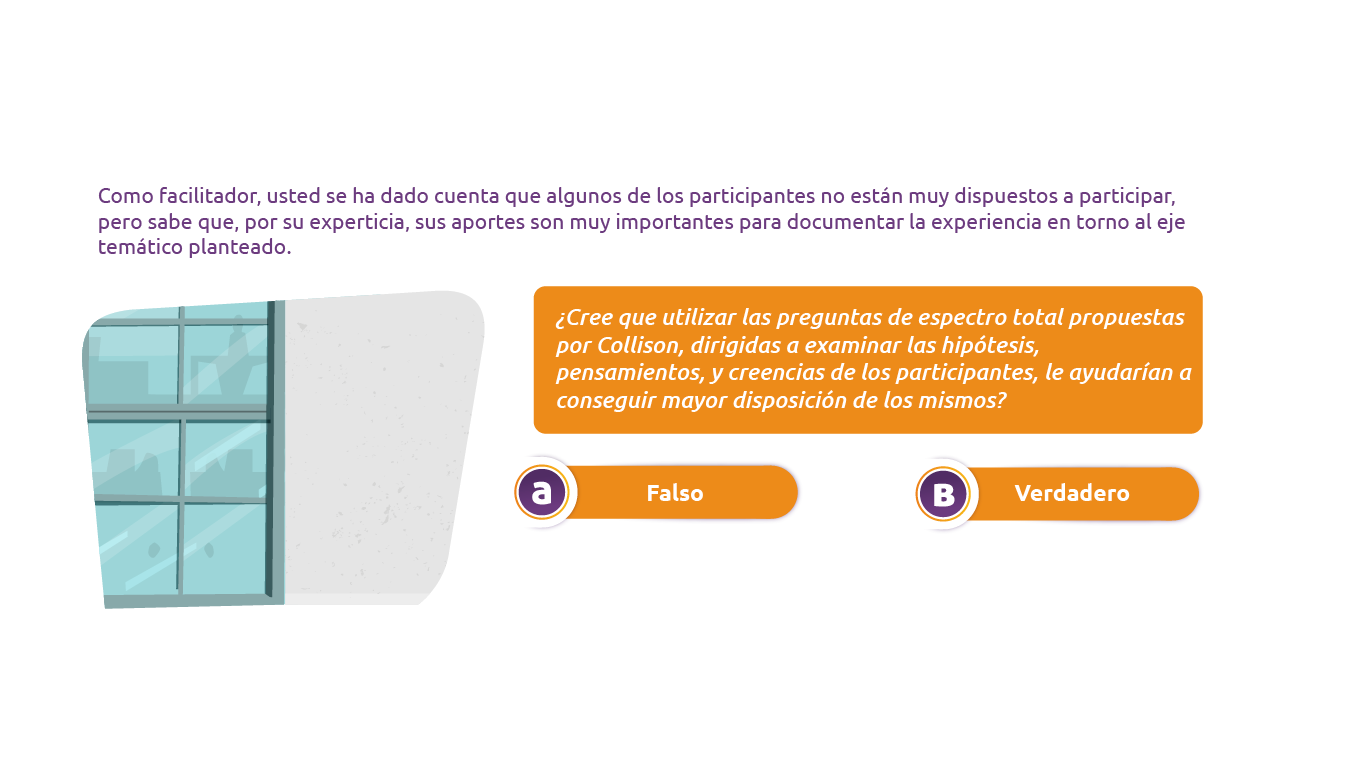 Como facilitador, usted se ha dado cuenta que algunos de los participantes no están muy dispuestos a participar,
pero sabe que, por su experticia, sus aportes son muy importantes para documentar la experiencia en torno al eje
temático planteado.
¿Cree que utilizar las preguntas de espectro total propuestas
por Collison, dirigidas a examinar las hipótesis,
pensamientos, y creencias de los participantes, le ayudarían a
conseguir mayor disposición de los mismos?
a Falso
B Verdadero